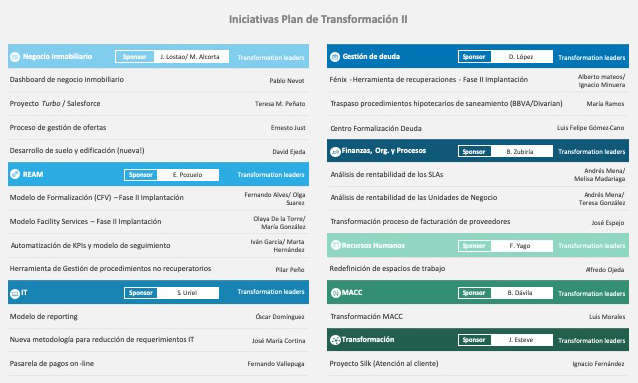 Iniciativas Plan de Transformación II
Negocio inmobiliario Sponsor J. Lostao/ M. Alcorta Transformation leaders
Dashboard de negocio inmobiliario Pablo Nevot
Proyecto Turbo / Salesforce Teresa M. Peñato
Proceso de gestión de ofertas Ernesto Just
Desarrollo de suelo y edificación (nueva!) David Ejeda
REAM Sponsor E. Pozuelo Transformation leaders
Modelo de Formalización (CFV) – Fase II Implantación Fernando Alves/ Olga
Suarez
Modelo Facility Services – Fase II Implantación Olaya De la Torre/
María González
Automatización de KPIs y modelo de seguimiento Iván García/ Marta
Hernández
Herramienta de Gestión de procedimientos no recuperatorios Pilar Peño
IT Sponsor S. Uriel Transformation leaders
Modelo de reporting Óscar Domínguez
Nueva metodología para reducción de requerimientos IT José María Cortina
Pasarela de pagos on-line Fernando Vallepuga
Gestión de deuda Sponsor D. López Transformation leaders
Fénix - Herramienta de recuperaciones - Fase II Implantación Alberto mateos/
Ignacio Minuera
Traspaso procedimientos hipotecarios de saneamiento (BBVA/Divarian) María Ramos
Centro Formalización Deuda Luis Felipe Gómez-Cano
Finanzas, Org. y Procesos Sponsor B. Zubiría Transformation leaders
Análisis de rentabilidad de los SLAs Andrés Mena/
Melisa Madariaga
Análisis de rentabilidad de las Unidades de Negocio Andrés Mena/
Teresa González
Transformación proceso de facturación de proveedores José Espejo
Recursos Humanos Sponsor F. Yago Transformation leaders
Redefinición de espacios de trabajo Alfredo Ojeda
MACC Sponsor B. Dávila Transformation leaders
Transformación MACC Luis Morales
Transformación Sponsor J. Esteve Transformation leaders
Proyecto Silk (Atención al cliente) Ignacio Fernández